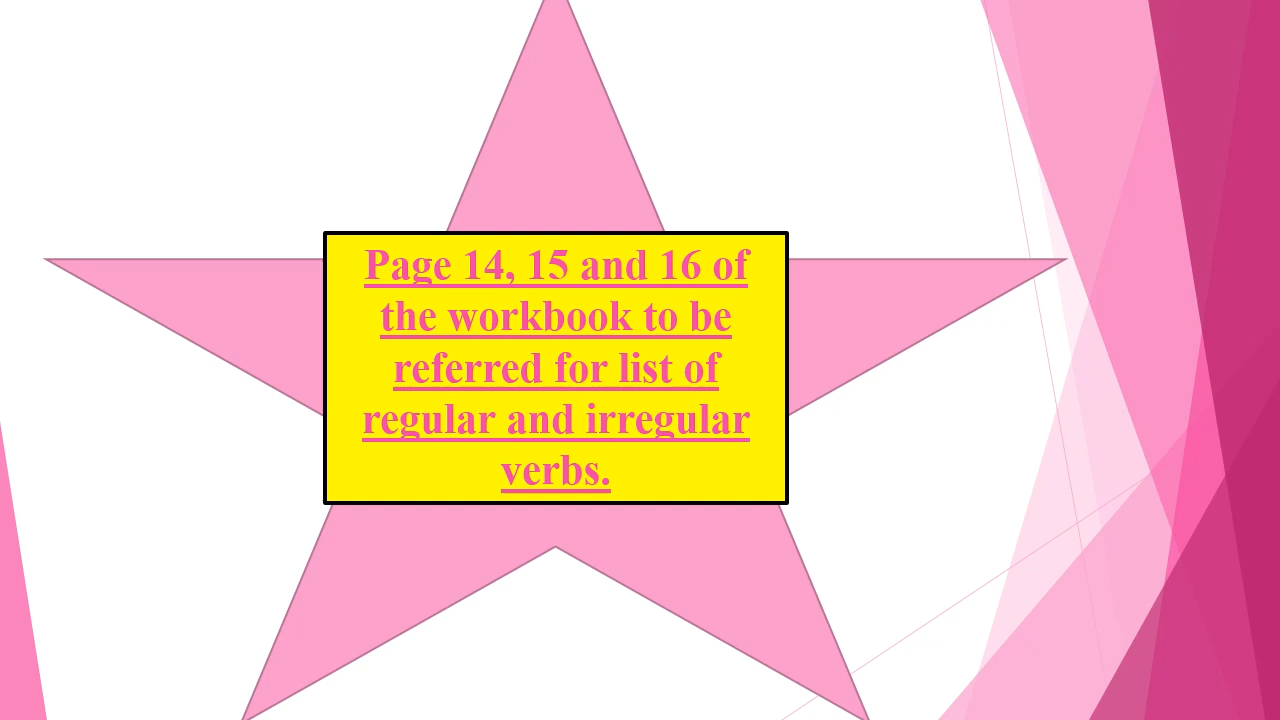 Page 14, 15 and 16 of
the workbook to be
referred for list of
regular and irregular
verbs.